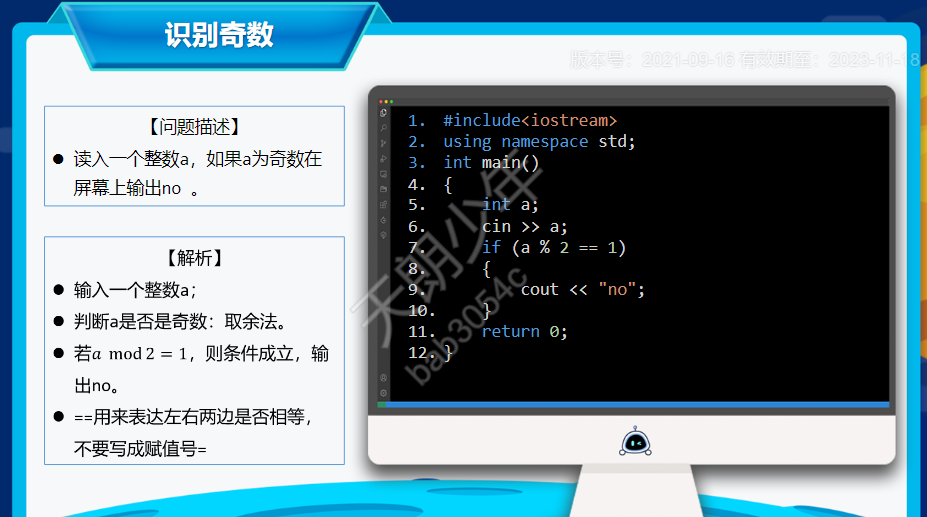 识别奇数
版本号：2021-09-16 有效期至：2023-11-18
【问题描述】
● 读入一个整数a，如果a为奇数在
屏幕上输出no 。
【解析】
● 输入一个整数a；
● 判断a是否是奇数：取余法。
● 若a mod 2 = 1，则条件成立，输
出no。
● ==用来表达左右两边是否相等，
不要写成赋值号=
1. #include<iostream>
2. using namespace std;
3. int main()
4. {
5.     int a;
6.     cin >> a;
7.     if (a % 2 == 1)
8.     {
9.         cout << "no";
10.     }
11.     return 0;
12. }
天朗少年
bab3054c